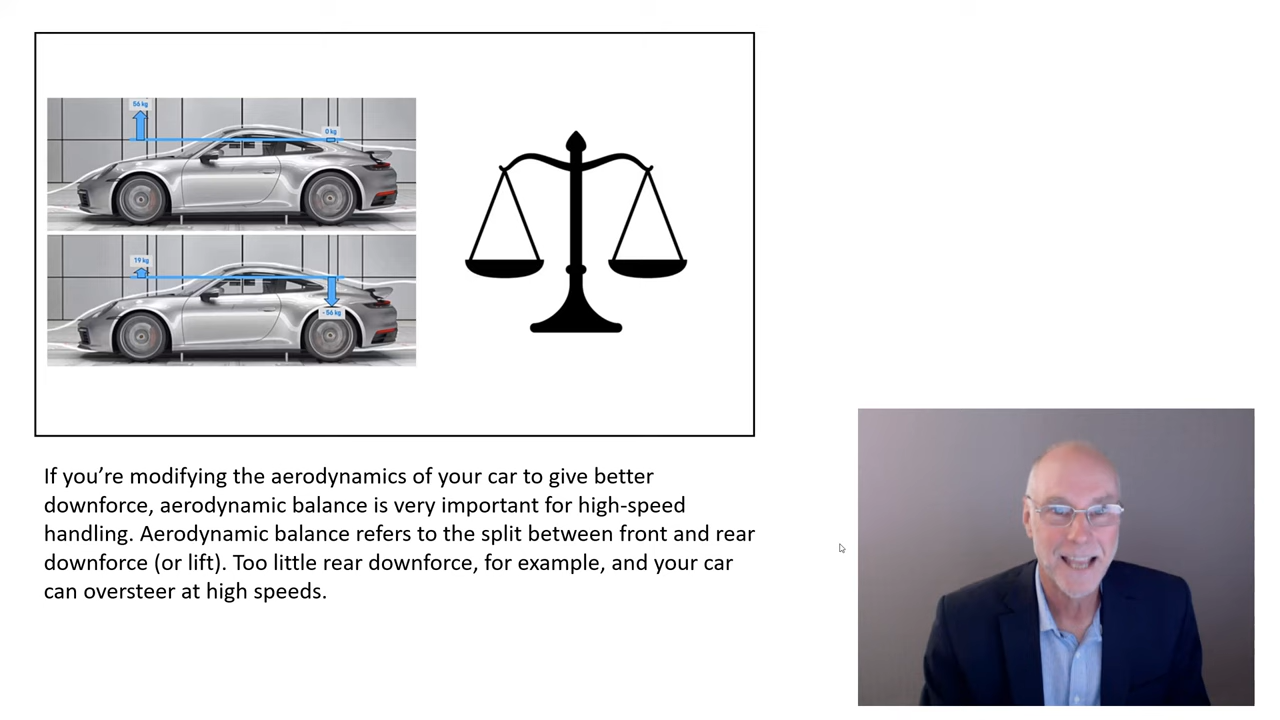 56 kg
0 kg
19 kg
- 56 kg
If you’re modifying the aerodynamics of your car to give better
downforce, aerodynamic balance is very important for high-speed
handling. Aerodynamic balance refers to the split between front and rear
downforce (or lift). Too little rear downforce, for example, and your car
can oversteer at high speeds.